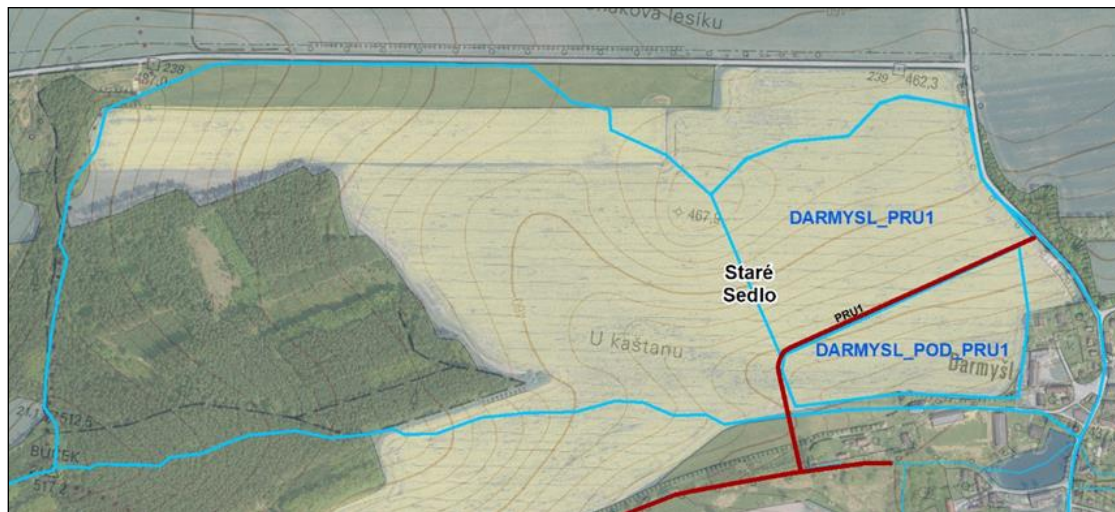 238
487,0
239
462,3
467,9
DARMYSL_PRU1
Staré
Sedlo
PRU1
U kaštanu
DARMYSL_POD_PRU1
Darmyšl
512,5
517,2
lesíku